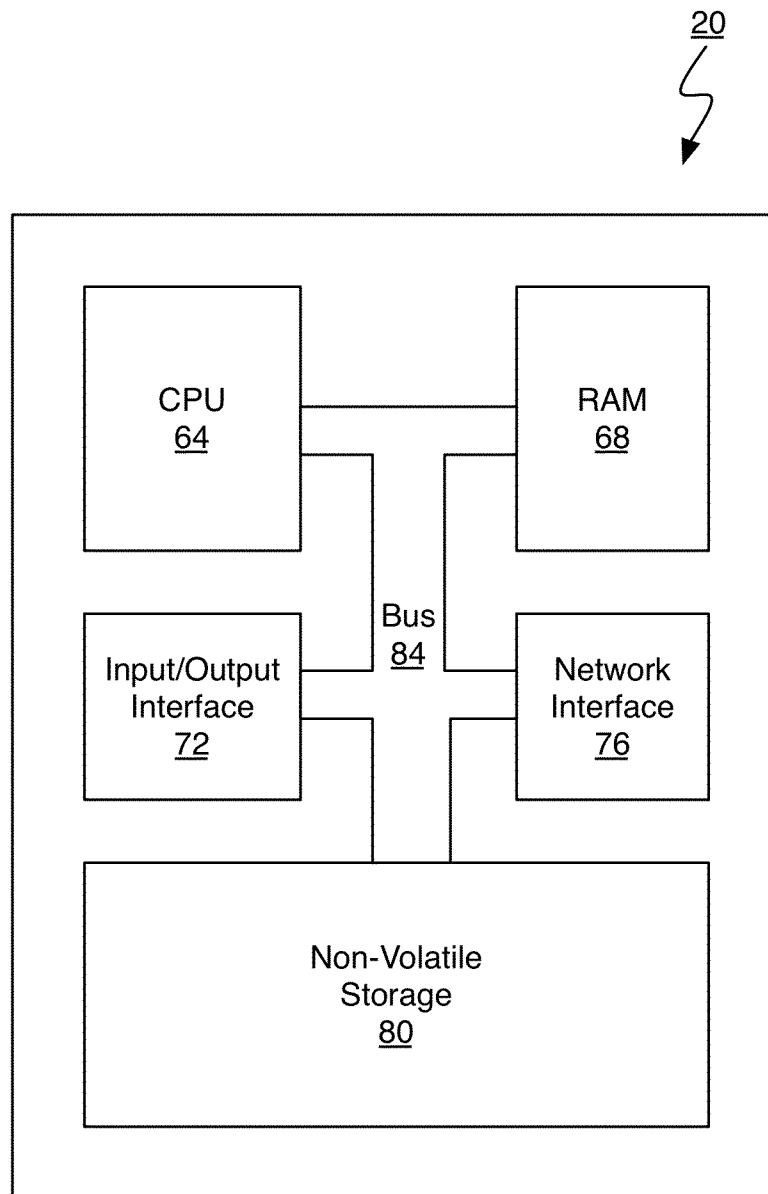 20
CPU
64
RAM
68
Bus
84
Input/Output
Interface
72
Network
Interface
76
Non-Volatile
Storage
80